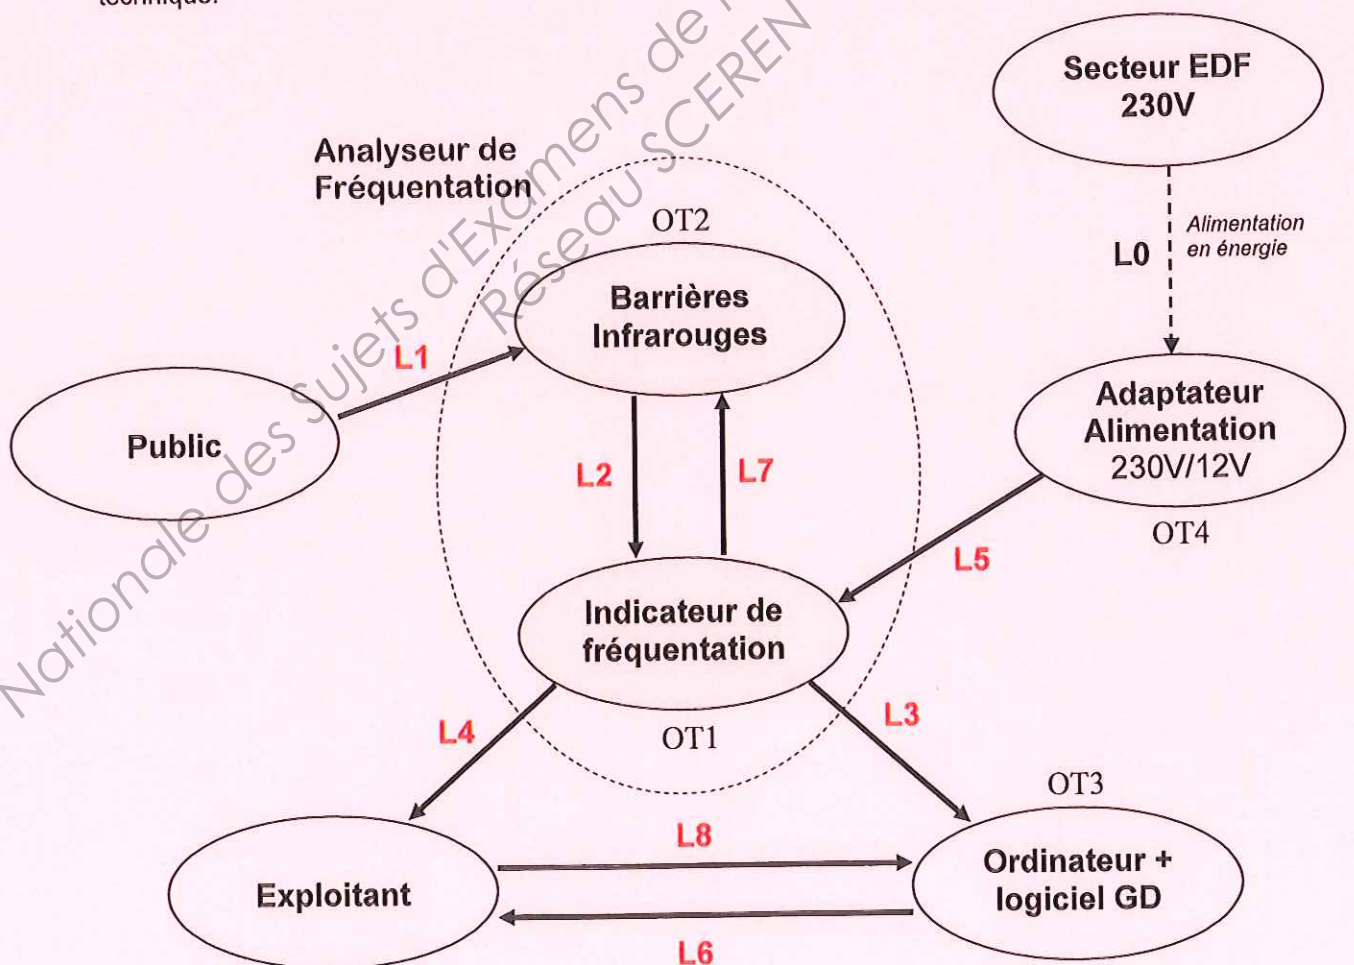 technique.
Secteur EDF
230V
Analyseur de
Fréquentation
OT2
Alimentation
en énergie
L0
Barrières
Infrarouges
L1
Adaptateur
Alimentation
230V/12V
Public
L2
L7
OT4
L5
Indicateur de
fréquentation
L4
OT1
L3
OT3
L8
Ordinateur +
logiciel GD
Exploitant
L6
Nationale des Sujets d'Examens de
Réseau SCEREN